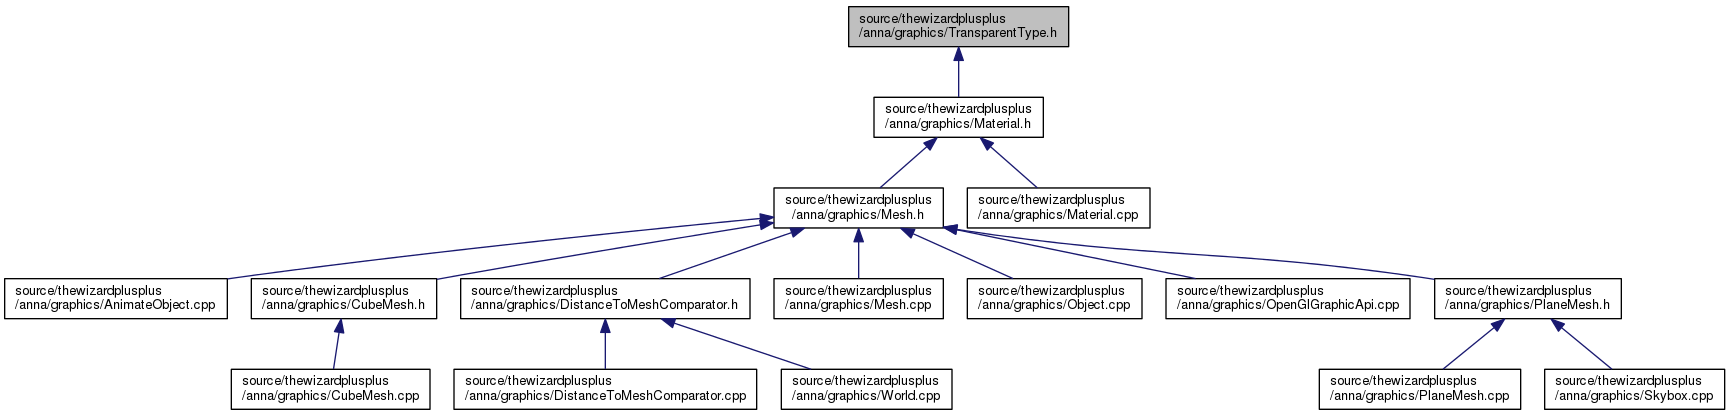 source/thewizardplusplus
/anna/graphics/TransparentType.h
source/thewizardplusplus
/anna/graphics/Material.h
source/thewizardplusplus
/anna/graphics/Mesh.h
source/thewizardplusplus
/anna/graphics/Material.cpp
source/thewizardplusplus
/anna/graphics/AnimateObject.cpp
source/thewizardplusplus
/anna/graphics/CubeMesh.h
source/thewizardplusplus
/anna/graphics/DistanceToMeshComparator.h
source/thewizardplusplus
/anna/graphics/Mesh.cpp
source/thewizardplusplus
/anna/graphics/Object.cpp
source/thewizardplusplus
/anna/graphics/OpenGlGraphicApi.cpp
source/thewizardplusplus
/anna/graphics/PlaneMesh.h
source/thewizardplusplus
/anna/graphics/CubeMesh.cpp
source/thewizardplusplus
/anna/graphics/DistanceToMeshComparator.cpp
source/thewizardplusplus
/anna/graphics/World.cpp
source/thewizardplusplus
/anna/graphics/PlaneMesh.cpp
source/thewizardplusplus
/anna/graphics/Skybox.cpp